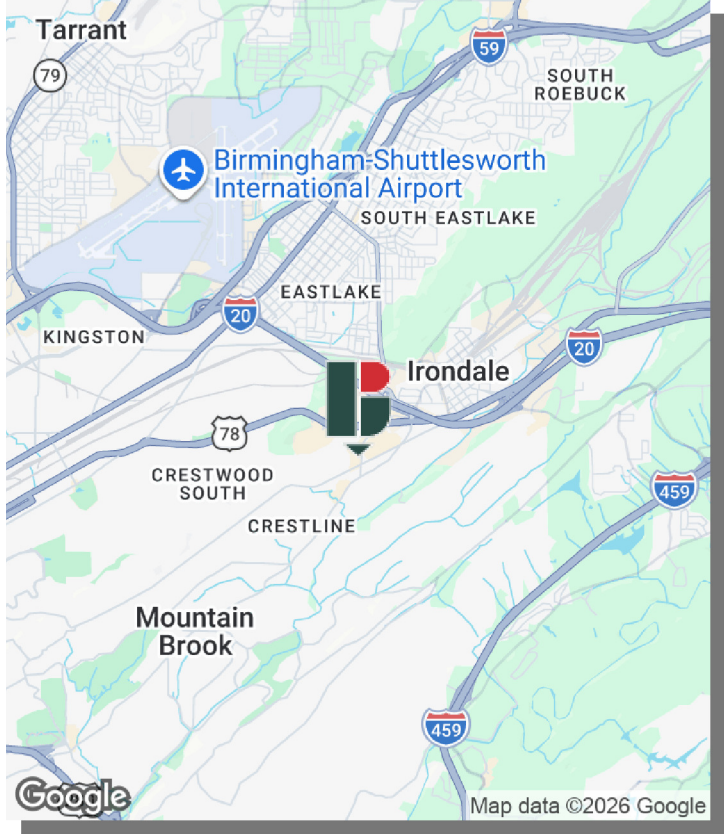 Tarrant
59
79
SOUTH
ROEBUCK
Birmingham-Shuttlesworth
International Airport
SOUTH EASTLAKE
EASTLAKE
20
KINGSTON
20
Irondale
78
CRESTWOOD
SOUTH
459
CRESTLINE
Mountain
Brook
459
Google
Map data ©2026 Google